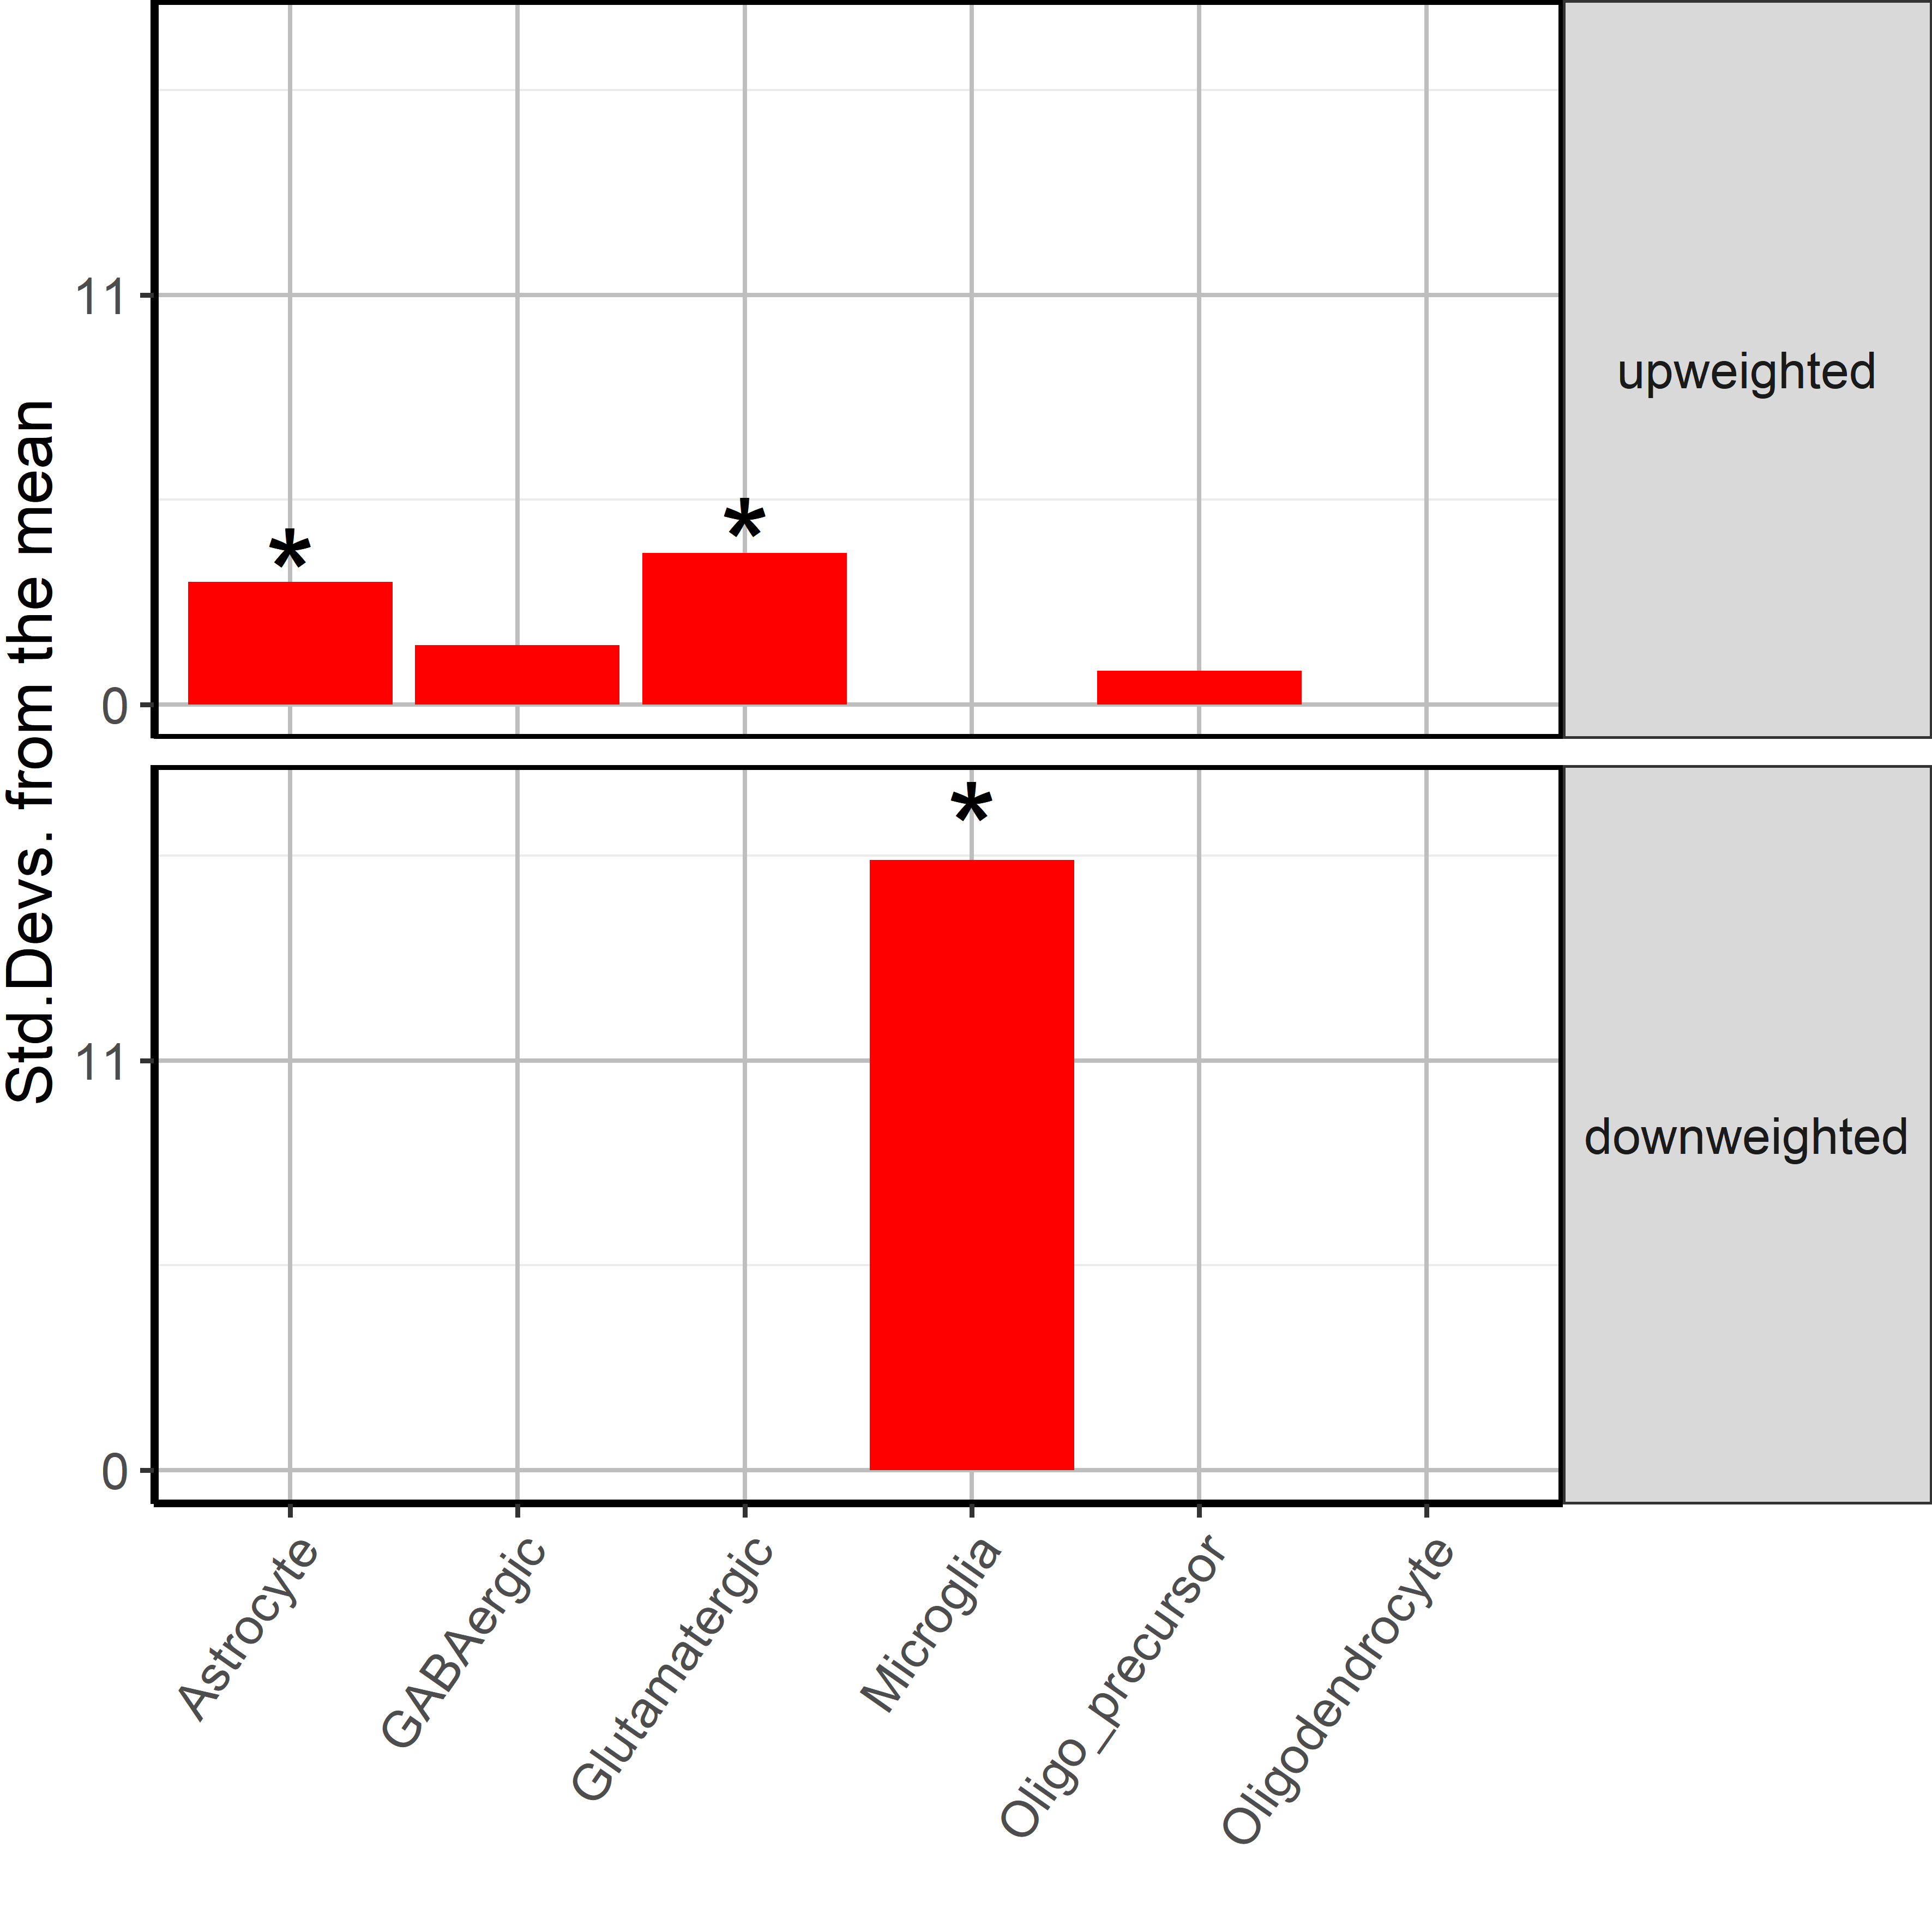 Std.Devs. from the mean
11
*
*
0
upweighted
*
11
0
downweighted
Astrocyte
GABAergic
Glutamatergic
Microglia
Oligo_precursor
Oligodendrocyte